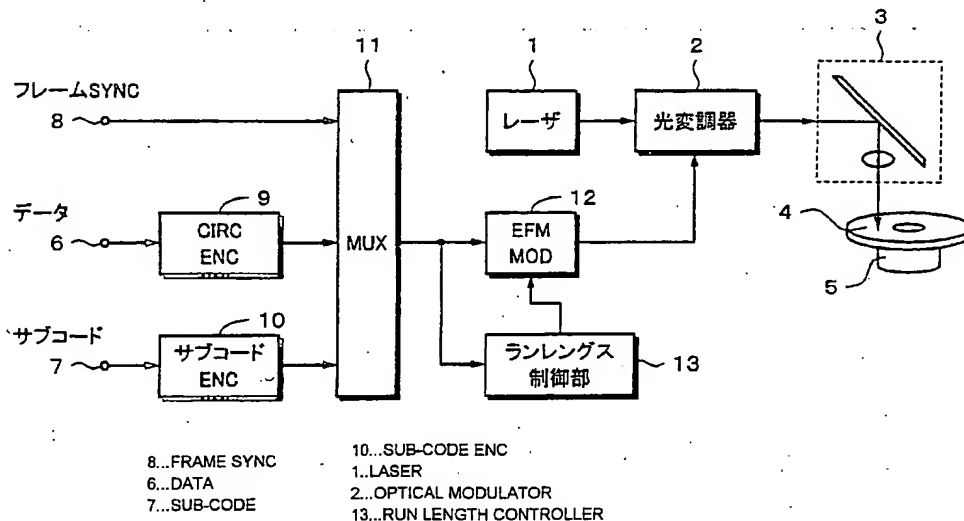 11
1
2
3
フレームSYNC
8
レーザ
光変調器
データ
6
9
CIRC
ENC
MUX
12
EFM
MOD
4
5
サブコード
7
10
サブコード
ENC
ランレングス
制御部
13
8...FRAME SYNC
6...DATA
7...SUB-CODE
10...SUB-CODE ENC
1...LASER
2...OPTICAL MODULATOR
13...RUN LENGTH CONTROLLER